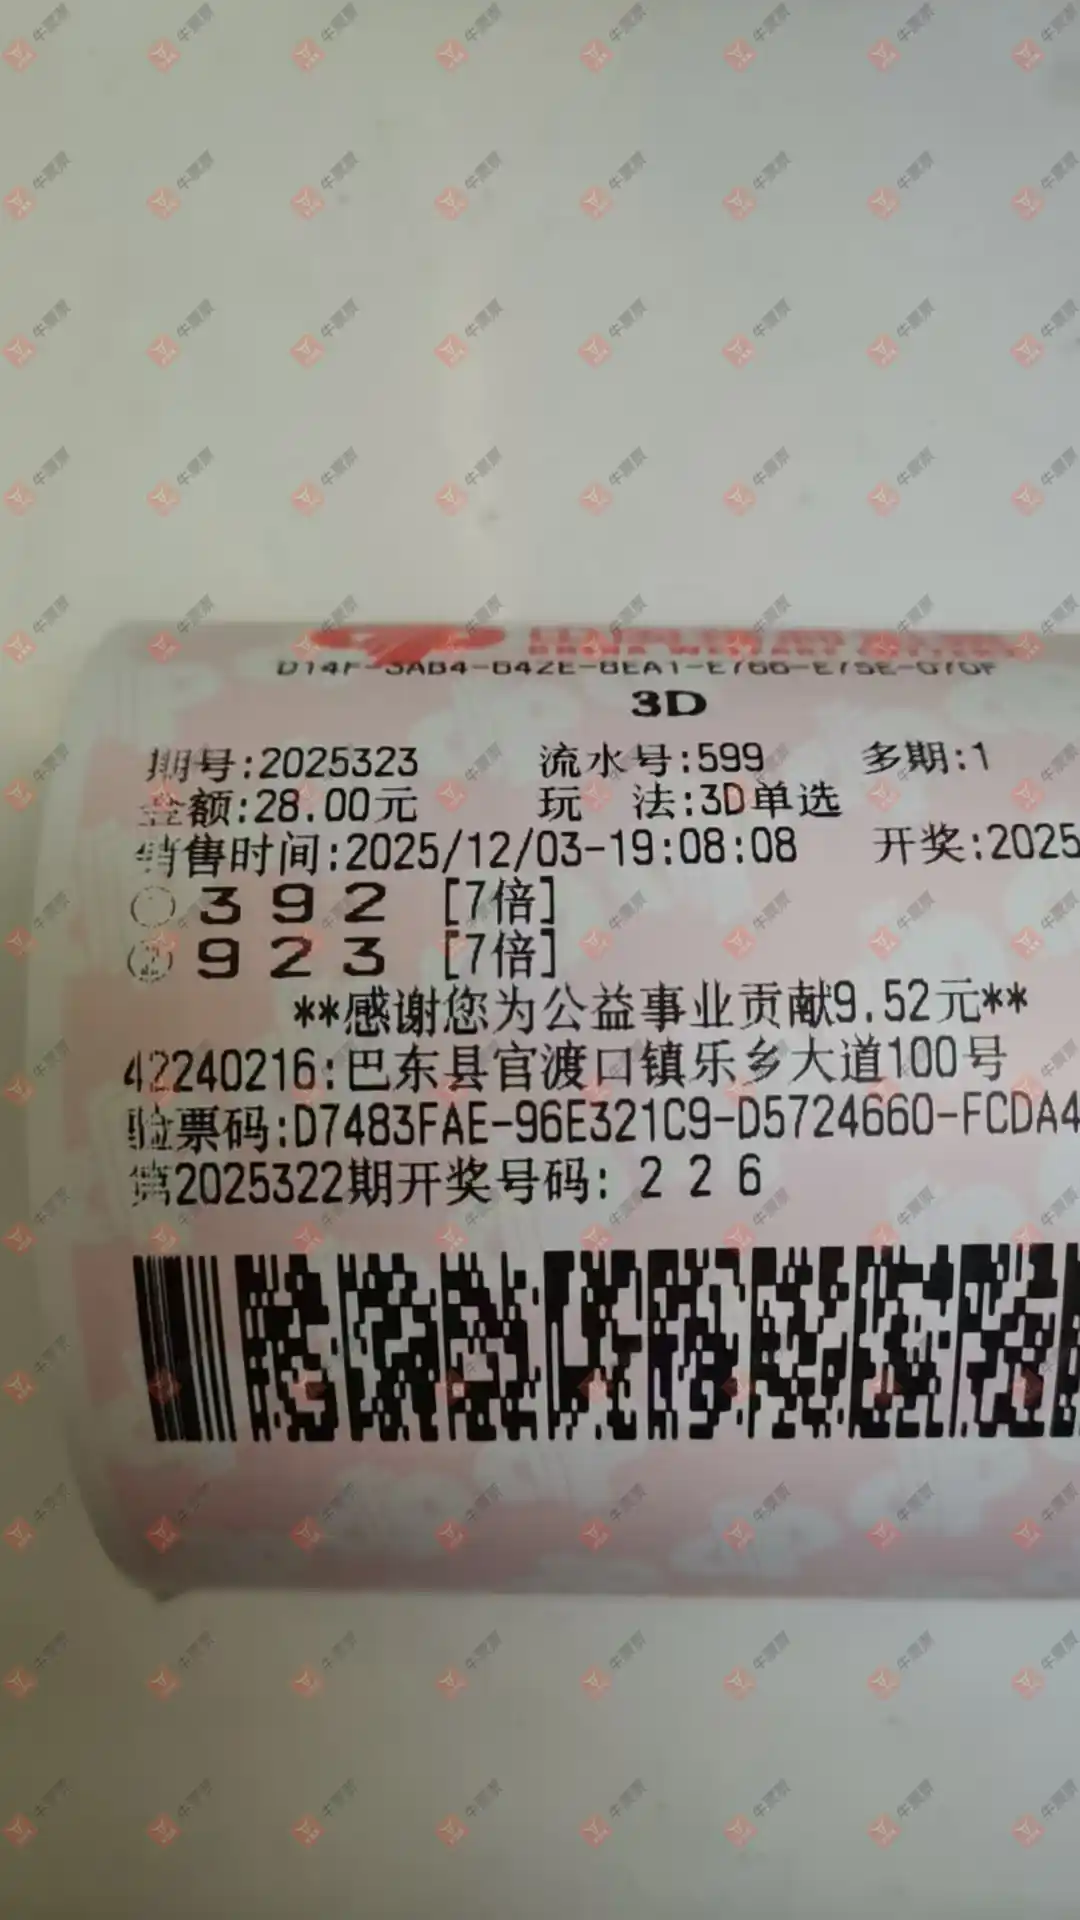 3D
期号:2025323 流水号:599 多期:1
金额:28.00元 玩 法:3D单选
销售时间:2025/12/03-19:08:08 开奖:2025
① 3 9 2 [7倍]
② 9 2 3 [7倍]
**感谢您为公益事业贡献9.52元**
42240216:巴东县官渡口镇乐乡大道100号
验票码:D7483FAE-96E321C9-D5724660-FCDA4
第2025322期开奖号码: 2 2 6